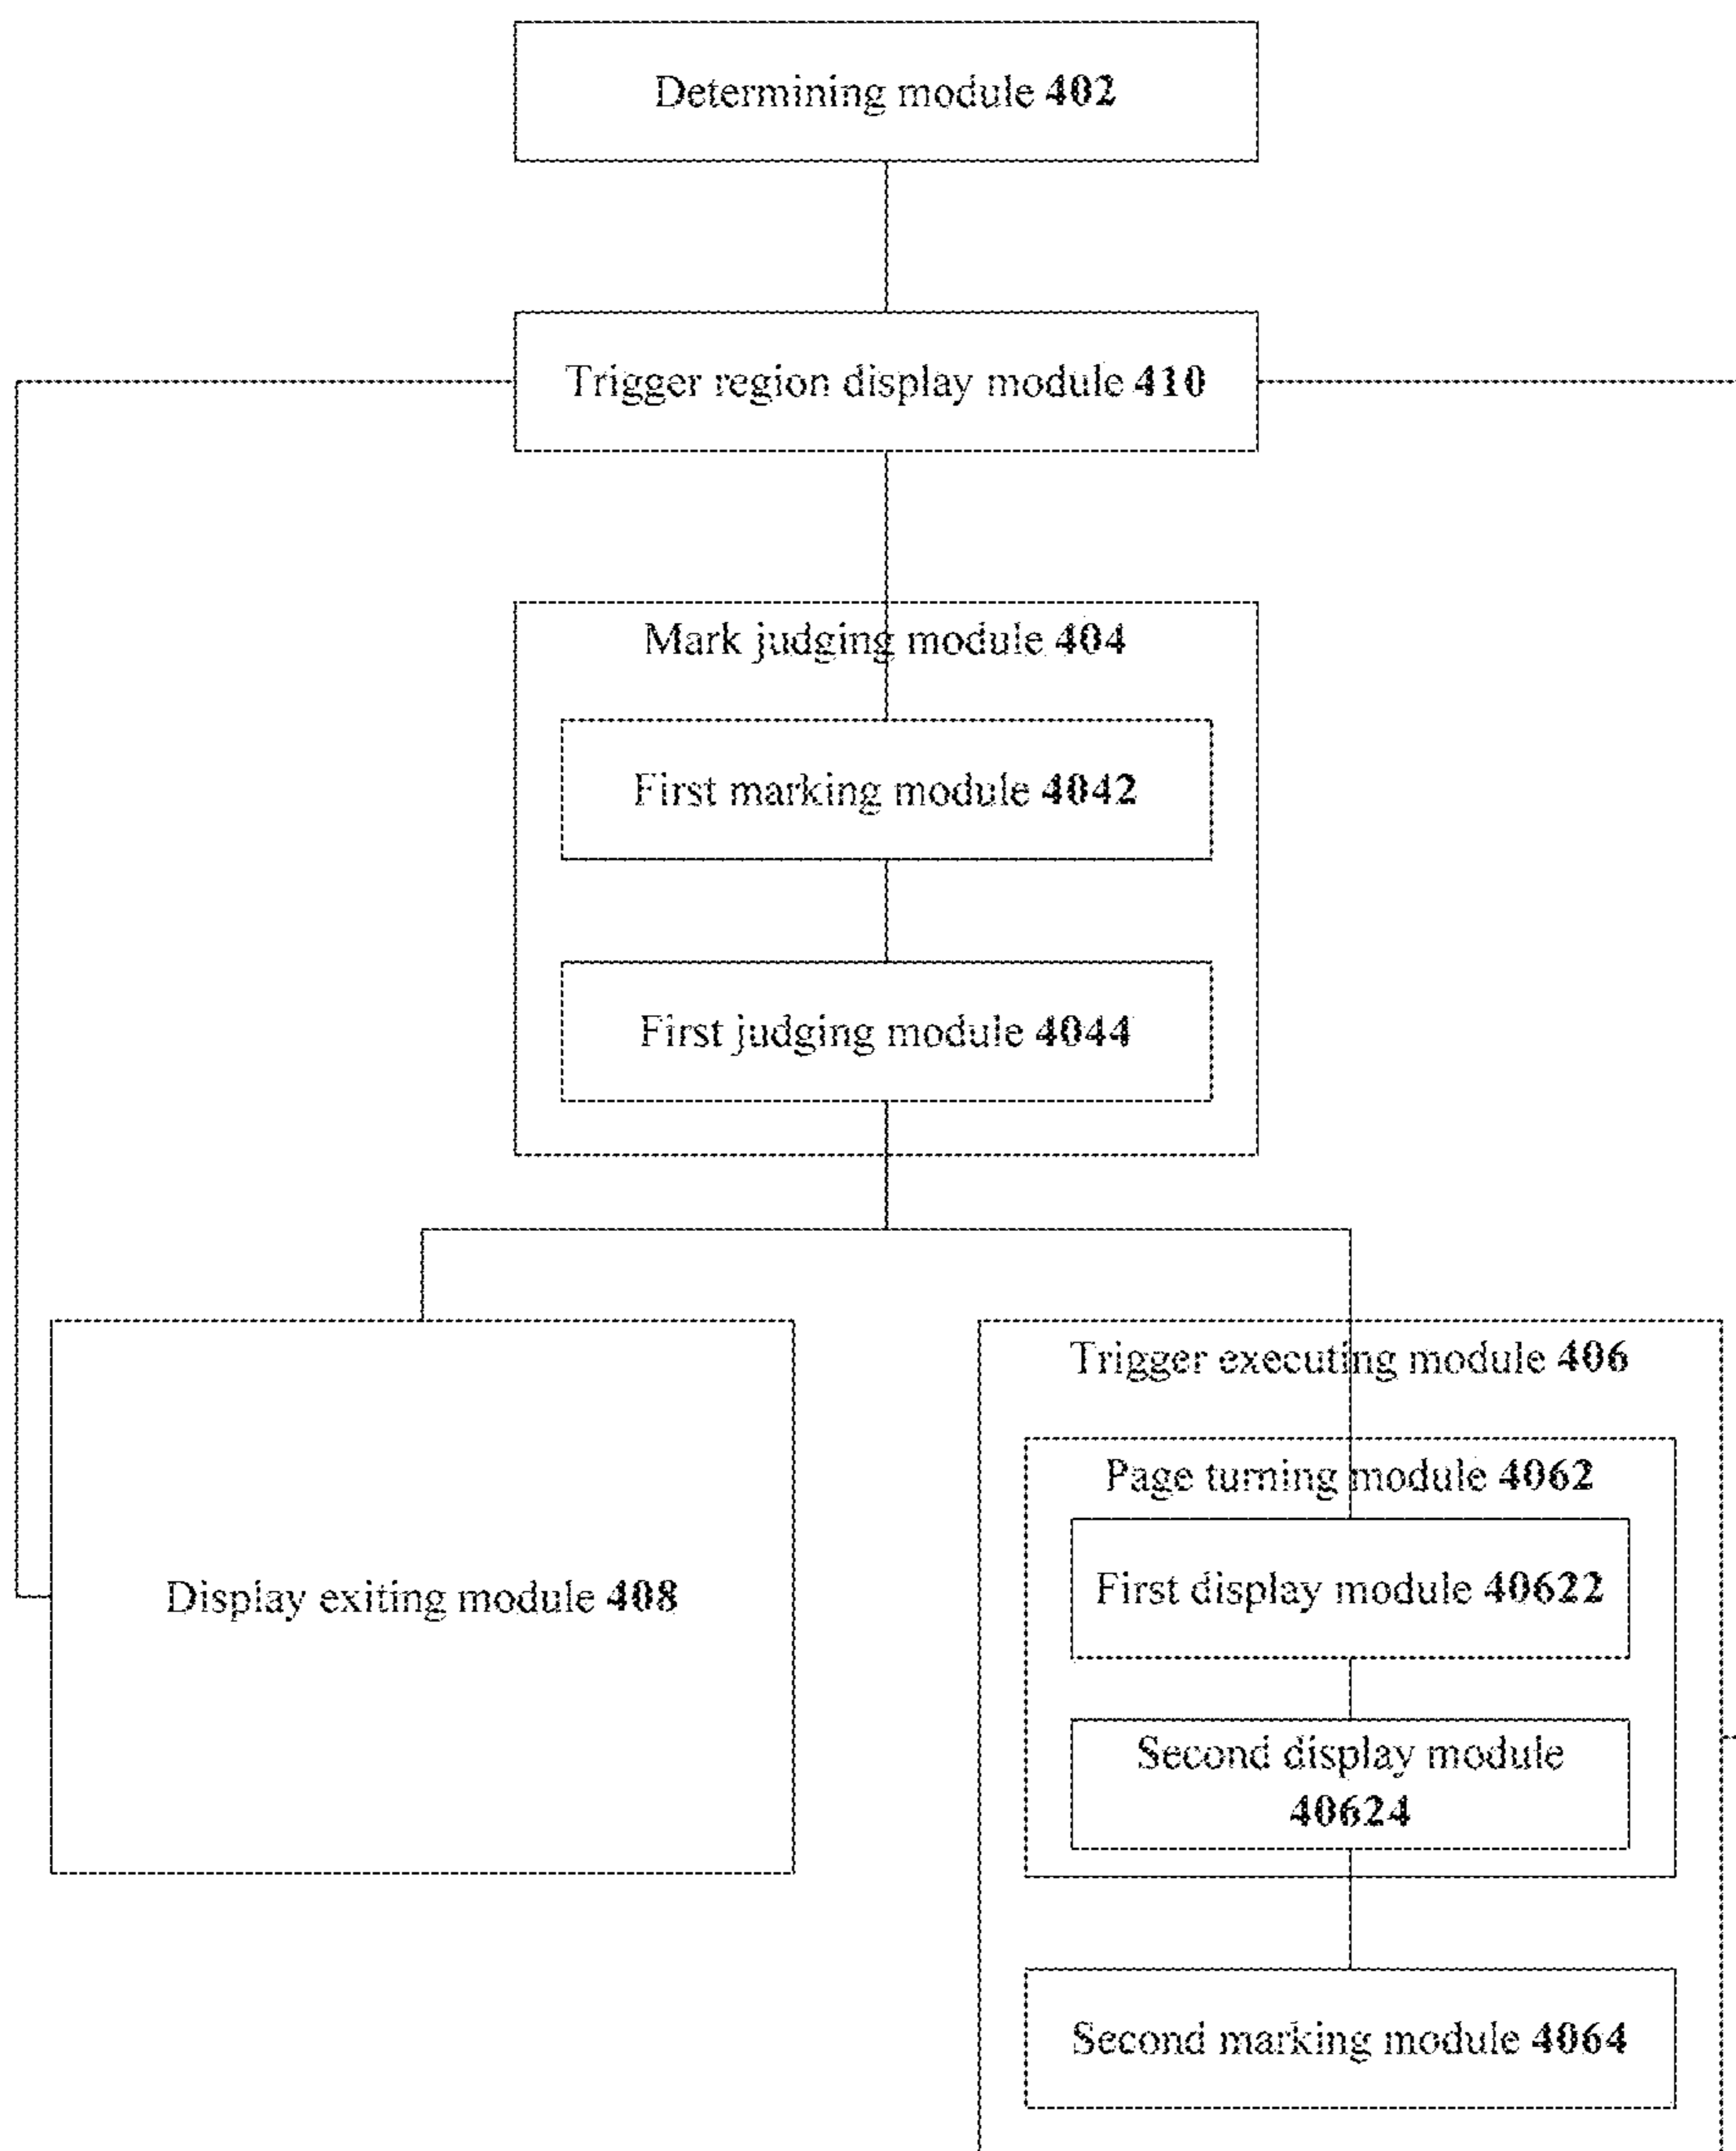 Determining module 402
Trigger region display module 410
Mark judging module 404
First marking module 4042
First judging module 4044
Display exiting module 408
Trigger executing module 406
Page turning module 4062
First display module 40622
Second display module
40624
Second marking module 4064